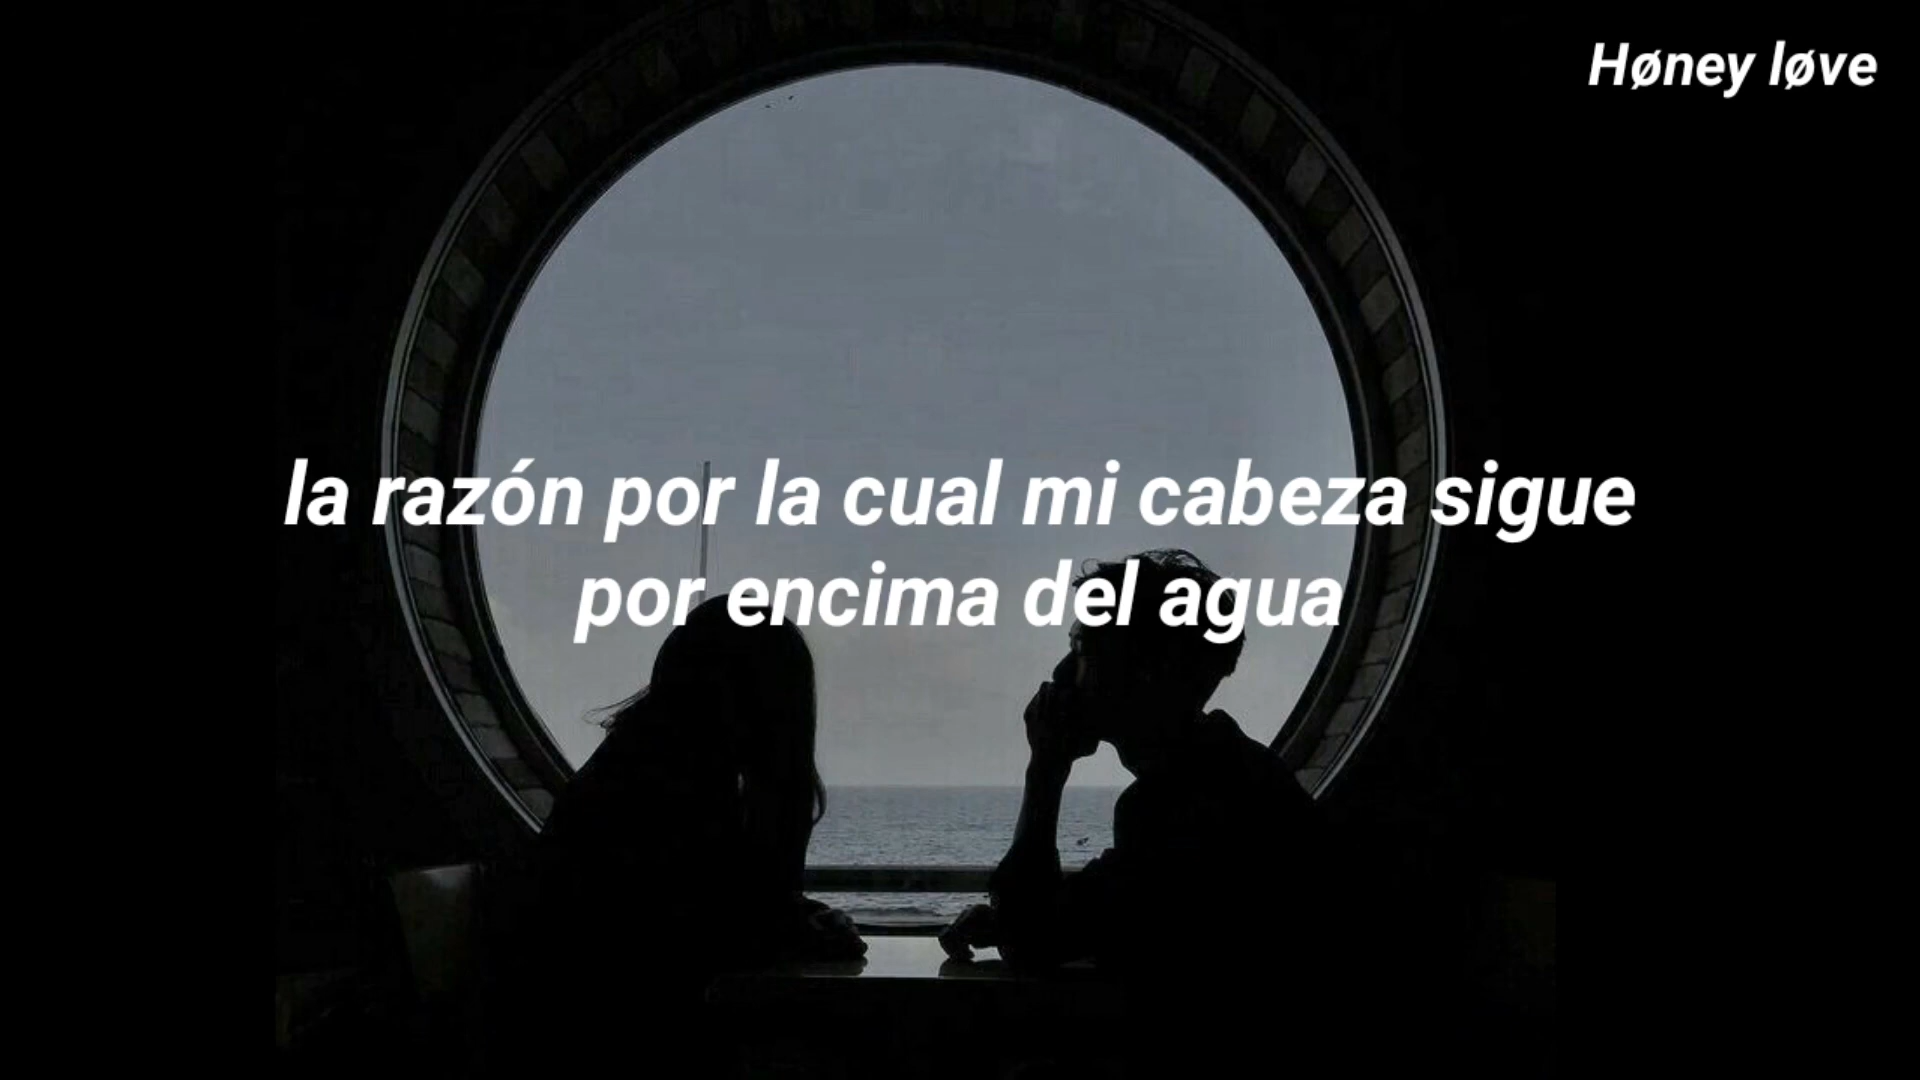 Høney løve
la razón por la cual mi cabeza sigue
por encima del agua